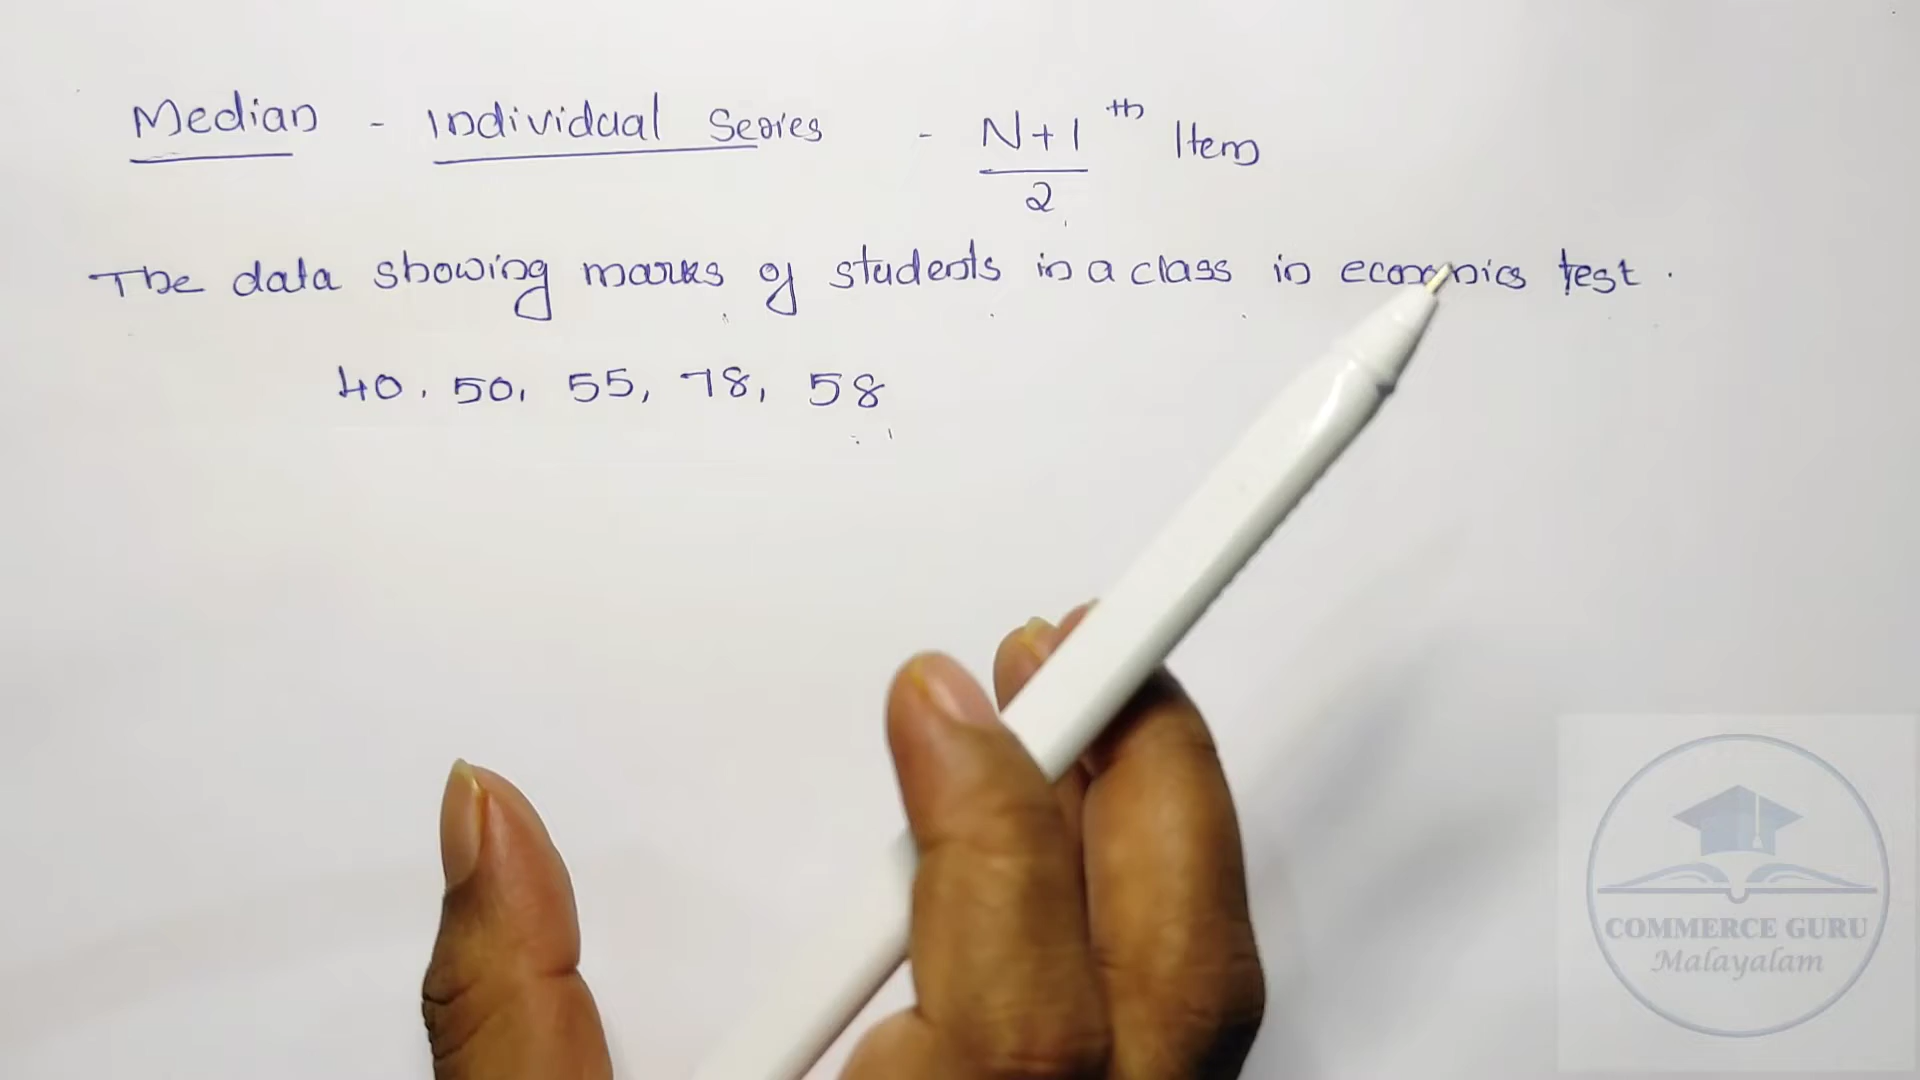 Median - Individual Series - N+1/2 th Item
The data showing marks of students in a class in economics test.
40, 50, 55, 78, 58
COMMERCE GURU
Malayalam